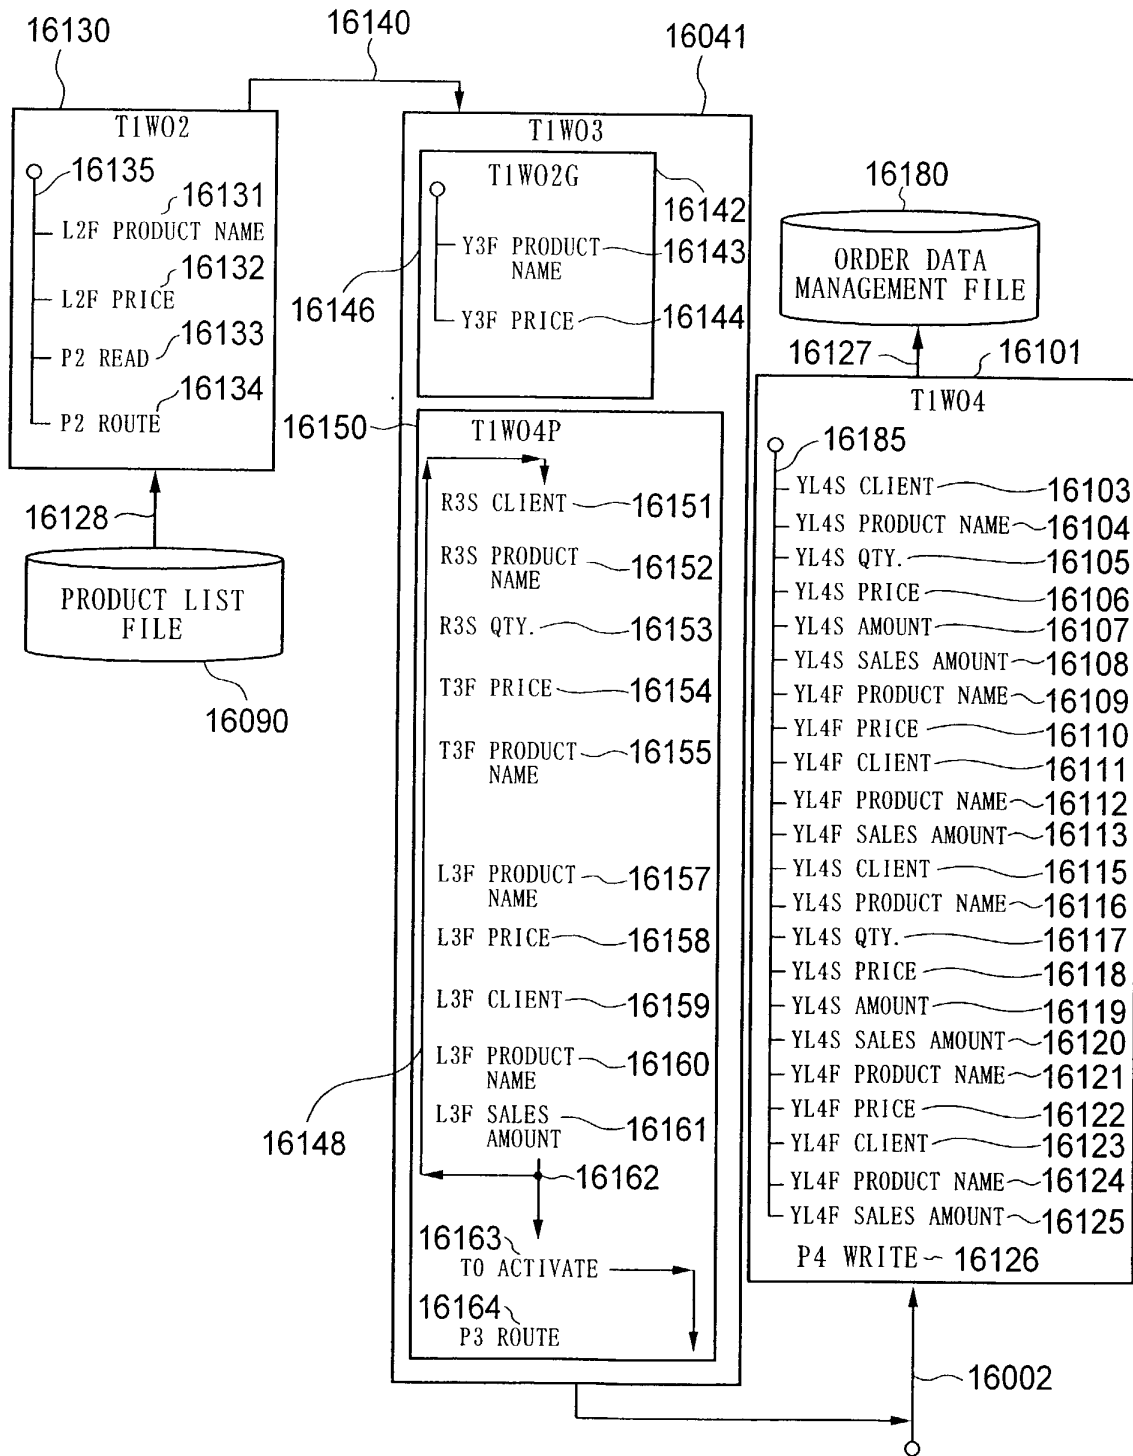 16130
16140
16041
T1W02
16135
16131
L2F PRODUCT NAME
16132
L2F PRICE
16133
P2 READ
16134
P2 ROUTE
16128
PRODUCT LIST
FILE
16090
T1W03
T1W02G
16142
Y3F PRODUCT
NAME
16143
16146
Y3F PRICE
16144
16150
T1W04P
R3S CLIENT
16151
R3S PRODUCT
NAME
16152
R3S QTY.
16153
T3F PRICE
16154
T3F PRODUCT
NAME
16155
L3F PRODUCT
NAME
16157
L3F PRICE
16158
L3F CLIENT
16159
L3F PRODUCT
NAME
16160
L3F SALES
AMOUNT
16161
16148
16162
16163
TO ACTIVATE
16164
P3 ROUTE
16180
ORDER DATA
MANAGEMENT FILE
16127
16101
T1W04
16185
YL4S CLIENT 16103
YL4S PRODUCT NAME 16104
YL4S QTY. 16105
YL4S PRICE 16106
YL4S AMOUNT 16107
YL4S SALES AMOUNT 16108
YL4F PRODUCT NAME 16109
YL4F PRICE 16110
YL4F CLIENT 16111
YL4F PRODUCT NAME 16112
YL4F SALES AMOUNT 16113
YL4S CLIENT 16115
YL4S PRODUCT NAME 16116
YL4S QTY. 16117
YL4S PRICE 16118
YL4S AMOUNT 16119
YL4S SALES AMOUNT 16120
YL4F PRODUCT NAME 16121
YL4F PRICE 16122
YL4F CLIENT 16123
YL4F PRODUCT NAME 16124
YL4F SALES AMOUNT 16125
P4 WRITE 16126
16002